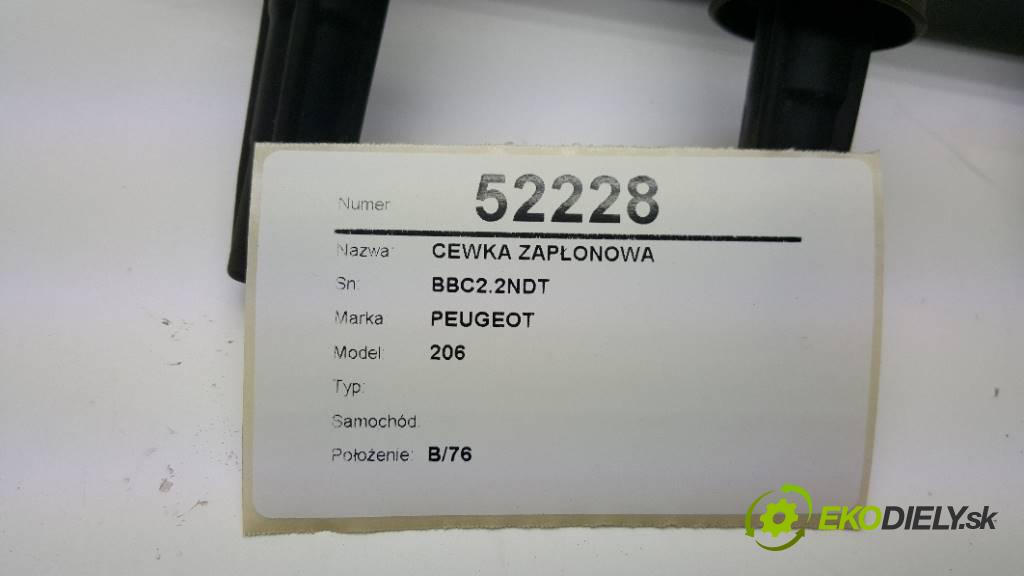 Numer 52228
Nazwa: CEWKA ZAPŁONOWA
Sn: BBC2.2NDT
Marka PEUGEOT
Model: 206
Typ:
Samochód:
Położenie: B/76
EKODIELY.sk